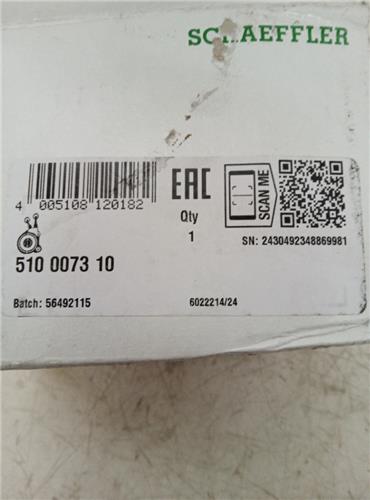 SCHAEFFLER
4 005108 120182
EAC
Qty
1
SCAN ME
SN: 2430492348869981
510 0073 10
Batch: 56492115
6022214/24